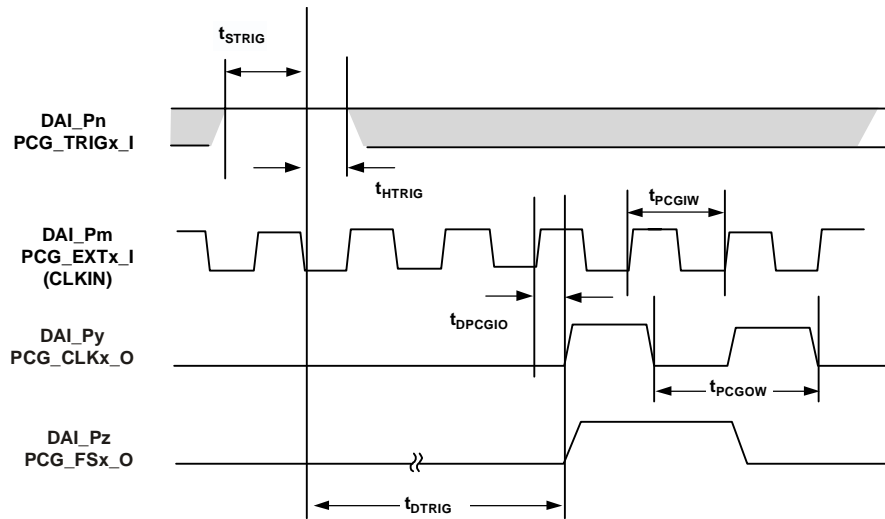 tSTRIG
DAI_Pn
PCG_TRIGx_I
tHTRIG
tPCGIW
DAI_Pm
PCG_EXTx_I
(CLKIN)
tDPCGIO
DAI_Py
PCG_CLKx_O
tPCGOW
DAI_Pz
PCG_FSx_O
tDTRIG